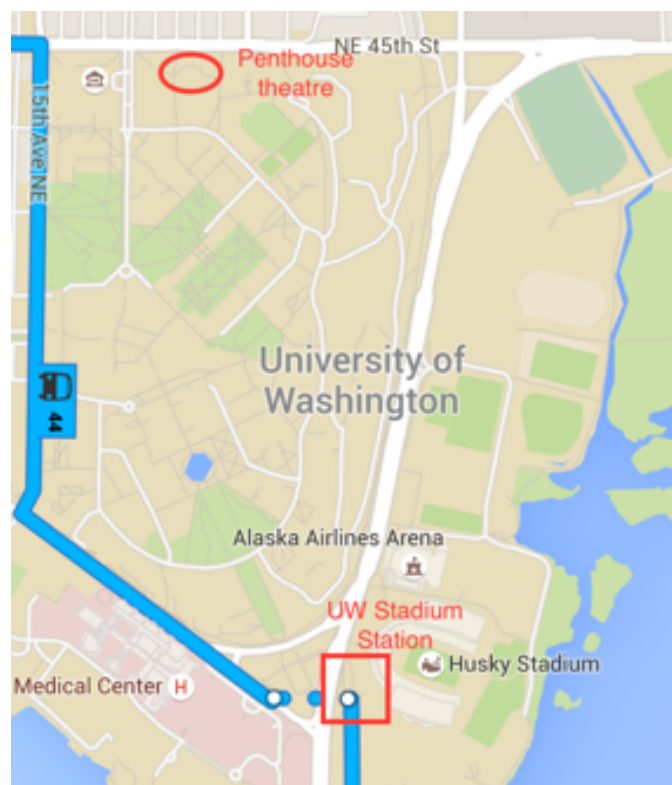 NE 45th St
Penthouse
theatre
15th Ave NE
University of
Washington
44
Alaska Airlines Arena
UW Stadium
Station
Husky Stadium
Medical Center H